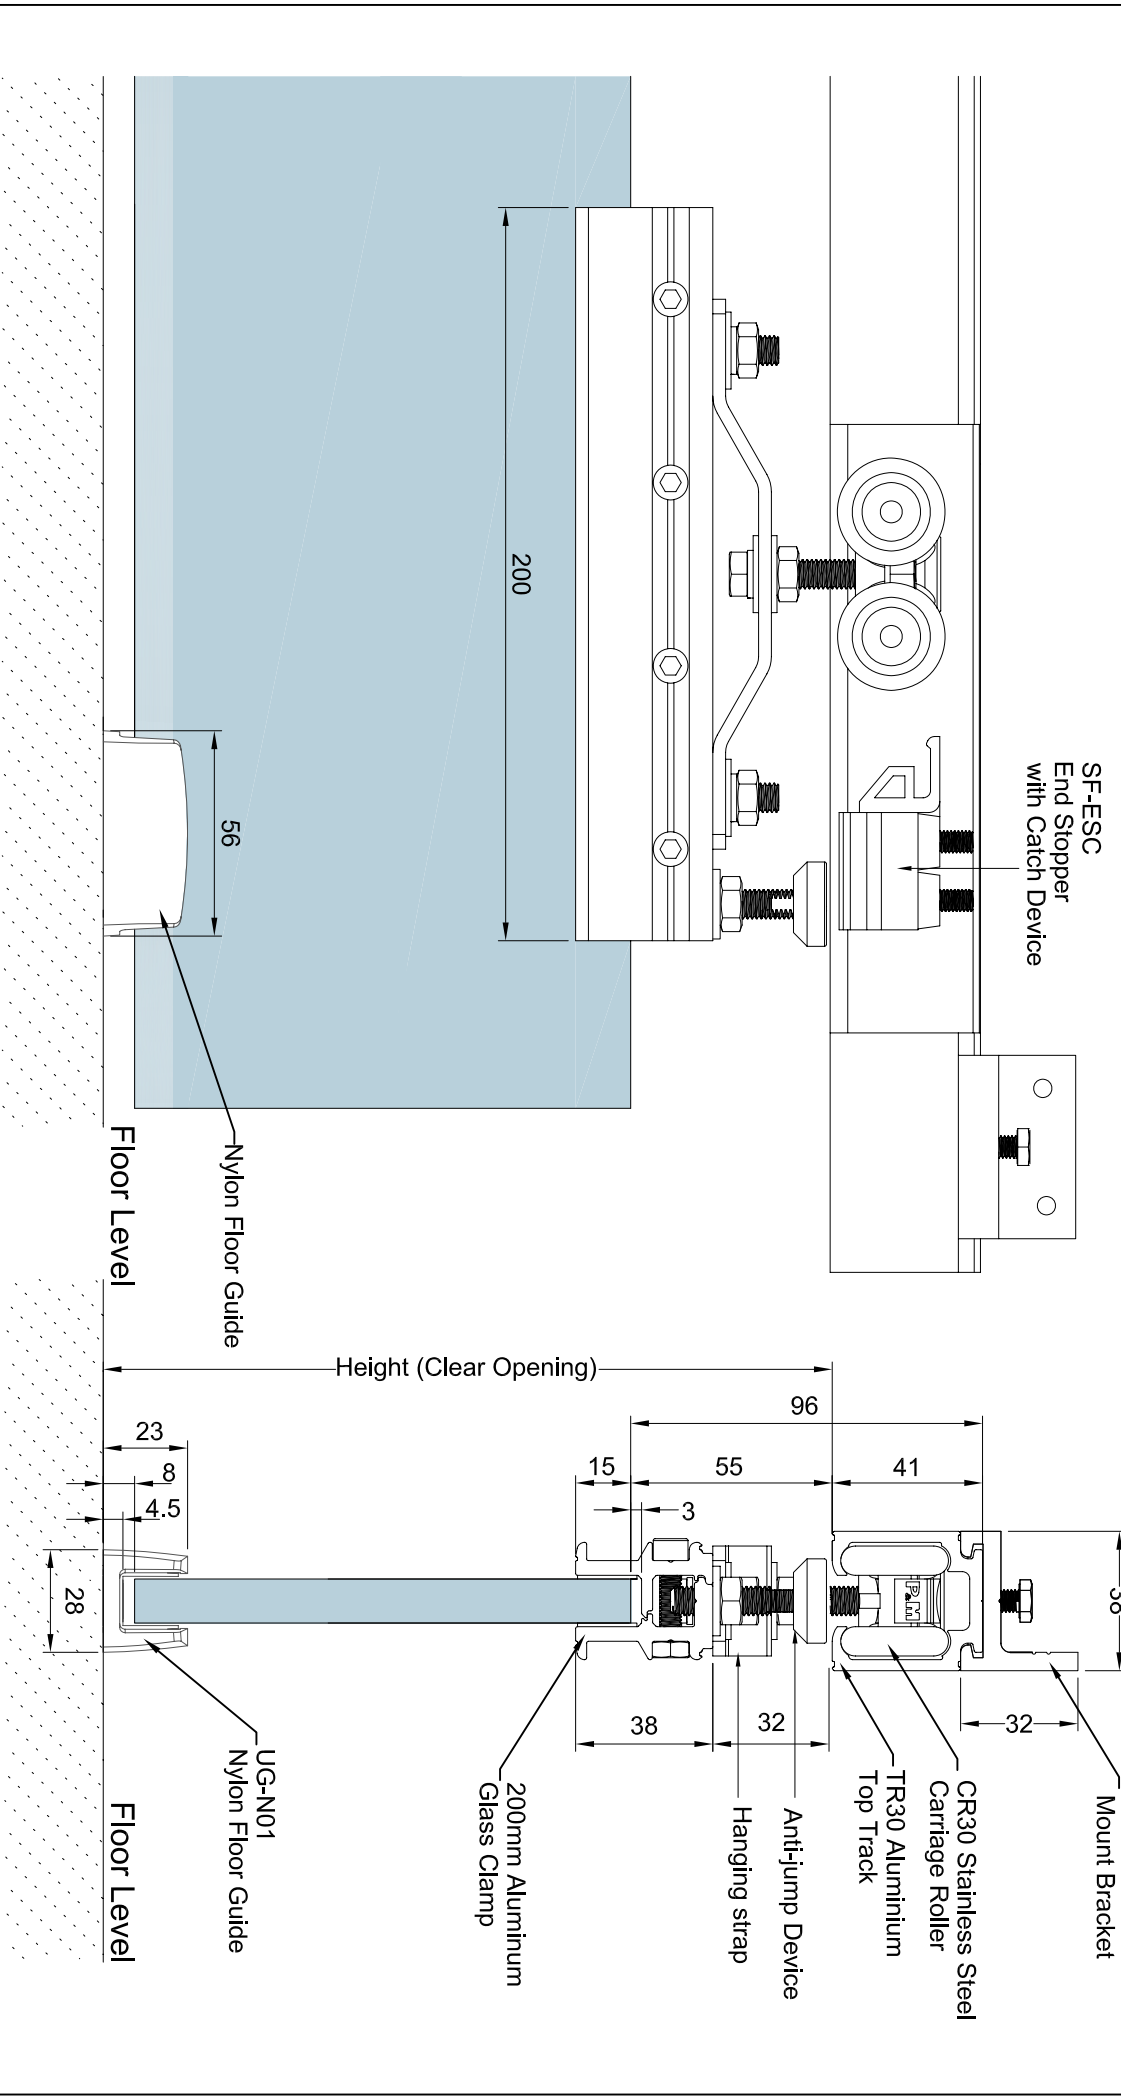 SF-ESC
End Stopper
with Catch Device
200
56
Nylon Floor Guide
Floor Level
Height (Clear Opening)
96
23
8
4.5
15
55
41
3
28
38
P&M
38
32
32
Mount Bracket
CR30 Stainless Steel
Carriage Roller
TR30 Aluminium
Top Track
Anti-jump Device
Hanging strap
200mm Aluminum
Glass Clamp
UG-N01
Nylon Floor Guide
Floor Level